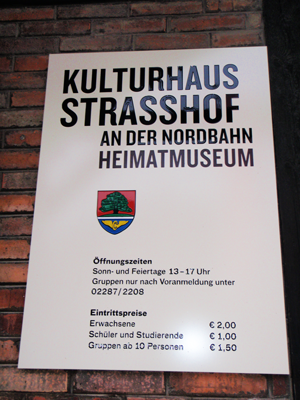 KULTURHAUS
STRASSHOF
AN DER NORDBAHN
HEIMATMUSEUM
Öffnungszeiten
Sonn- und Feiertage 13–17 Uhr
Gruppen nur nach Voranmeldung unter
02287/2208
Eintrittspreise
Erwachsene € 2,00
Schüler und Studierende € 1,00
Gruppen ab 10 Personen € 1,50